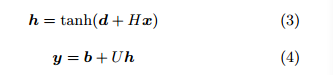 h = tanh(d + Hx) (3)
y = b + Uh (4)